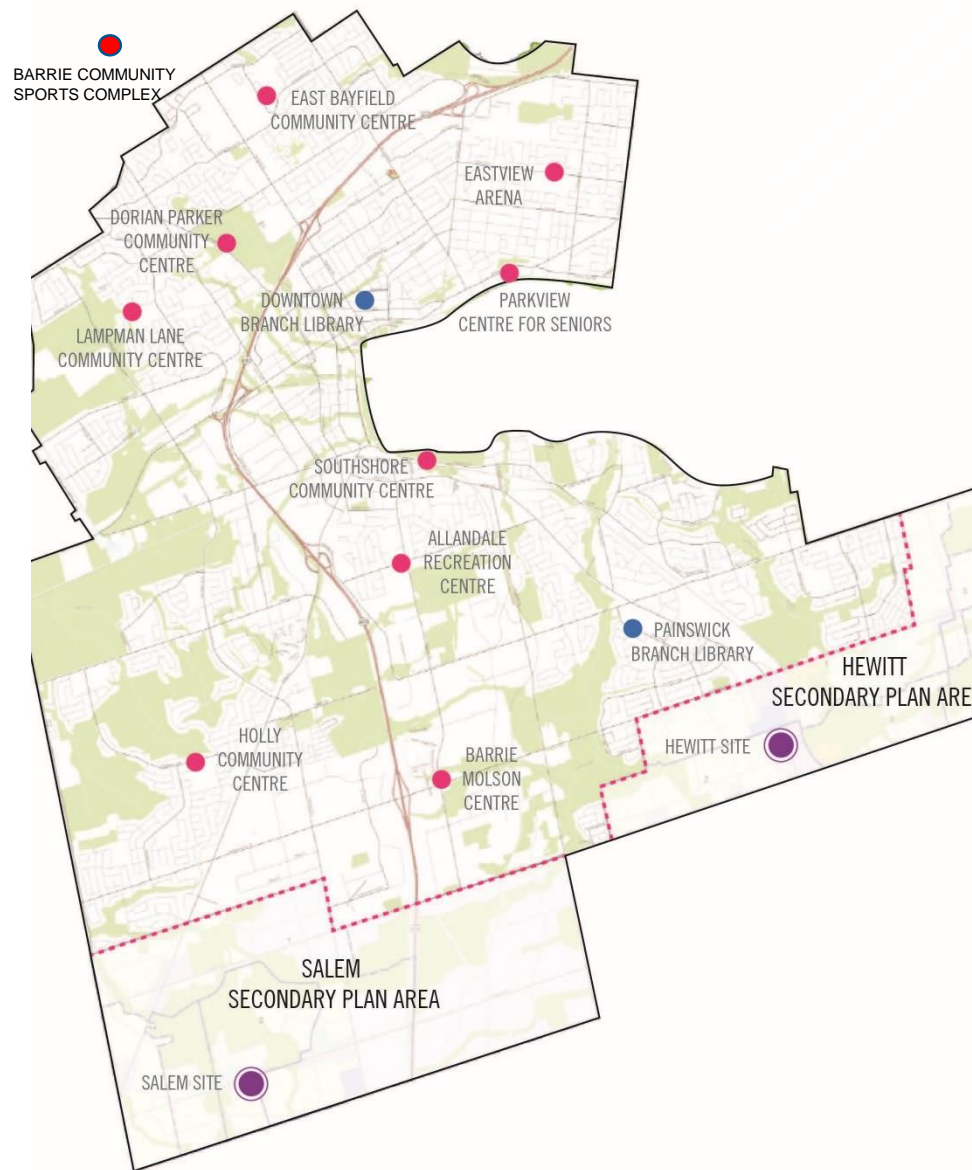 BARRIE COMMUNITY
SPORTS COMPLEX
EAST BAYFIELD
COMMUNITY CENTRE
EASTVIEW
ARENA
DORIAN PARKER
COMMUNITY
CENTRE
DOWNTOWN
BRANCH LIBRARY
PARKVIEW
CENTRE FOR SENIORS
LAMPMAN LANE
COMMUNITY CENTRE
SOUTHSHORE
COMMUNITY CENTRE
ALLANDALE
RECREATION
CENTRE
PAINSWICK
BRANCH LIBRARY
HEWITT
SECONDARY PLAN ARE
HEWITT SITE
HOLLY
COMMUNITY
CENTRE
BARRIE
MOLSON
CENTRE
SALEM
SECONDARY PLAN AREA
SALEM SITE